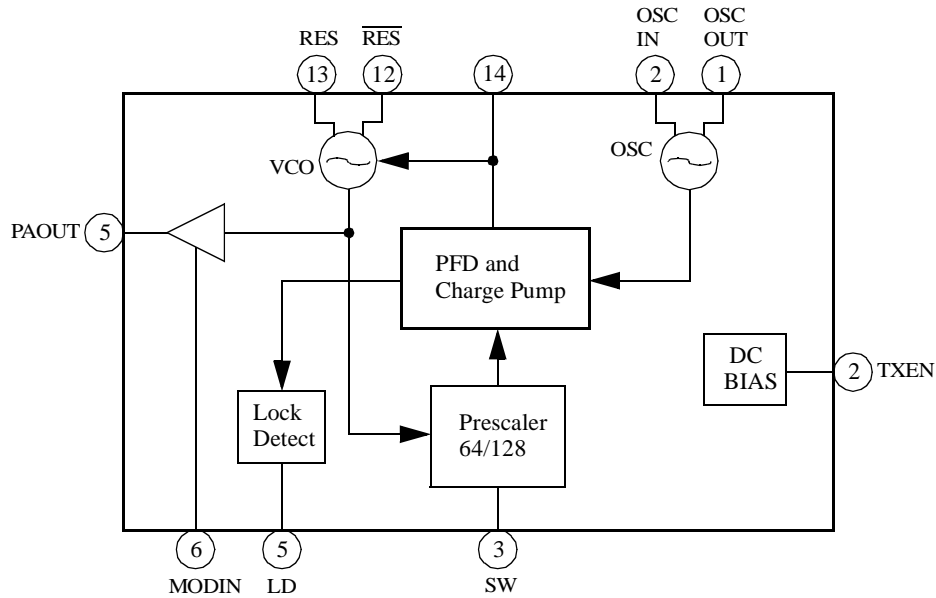 OSC OSC
RES R̅E̅S̅ IN OUT
13 12 14 2 1
VCO OSC
PAOUT 5
PFD and
Charge Pump
DC
BIAS
2 TXEN
Lock
Detect
Prescaler
64/128
6 5 3
MODIN LD SW